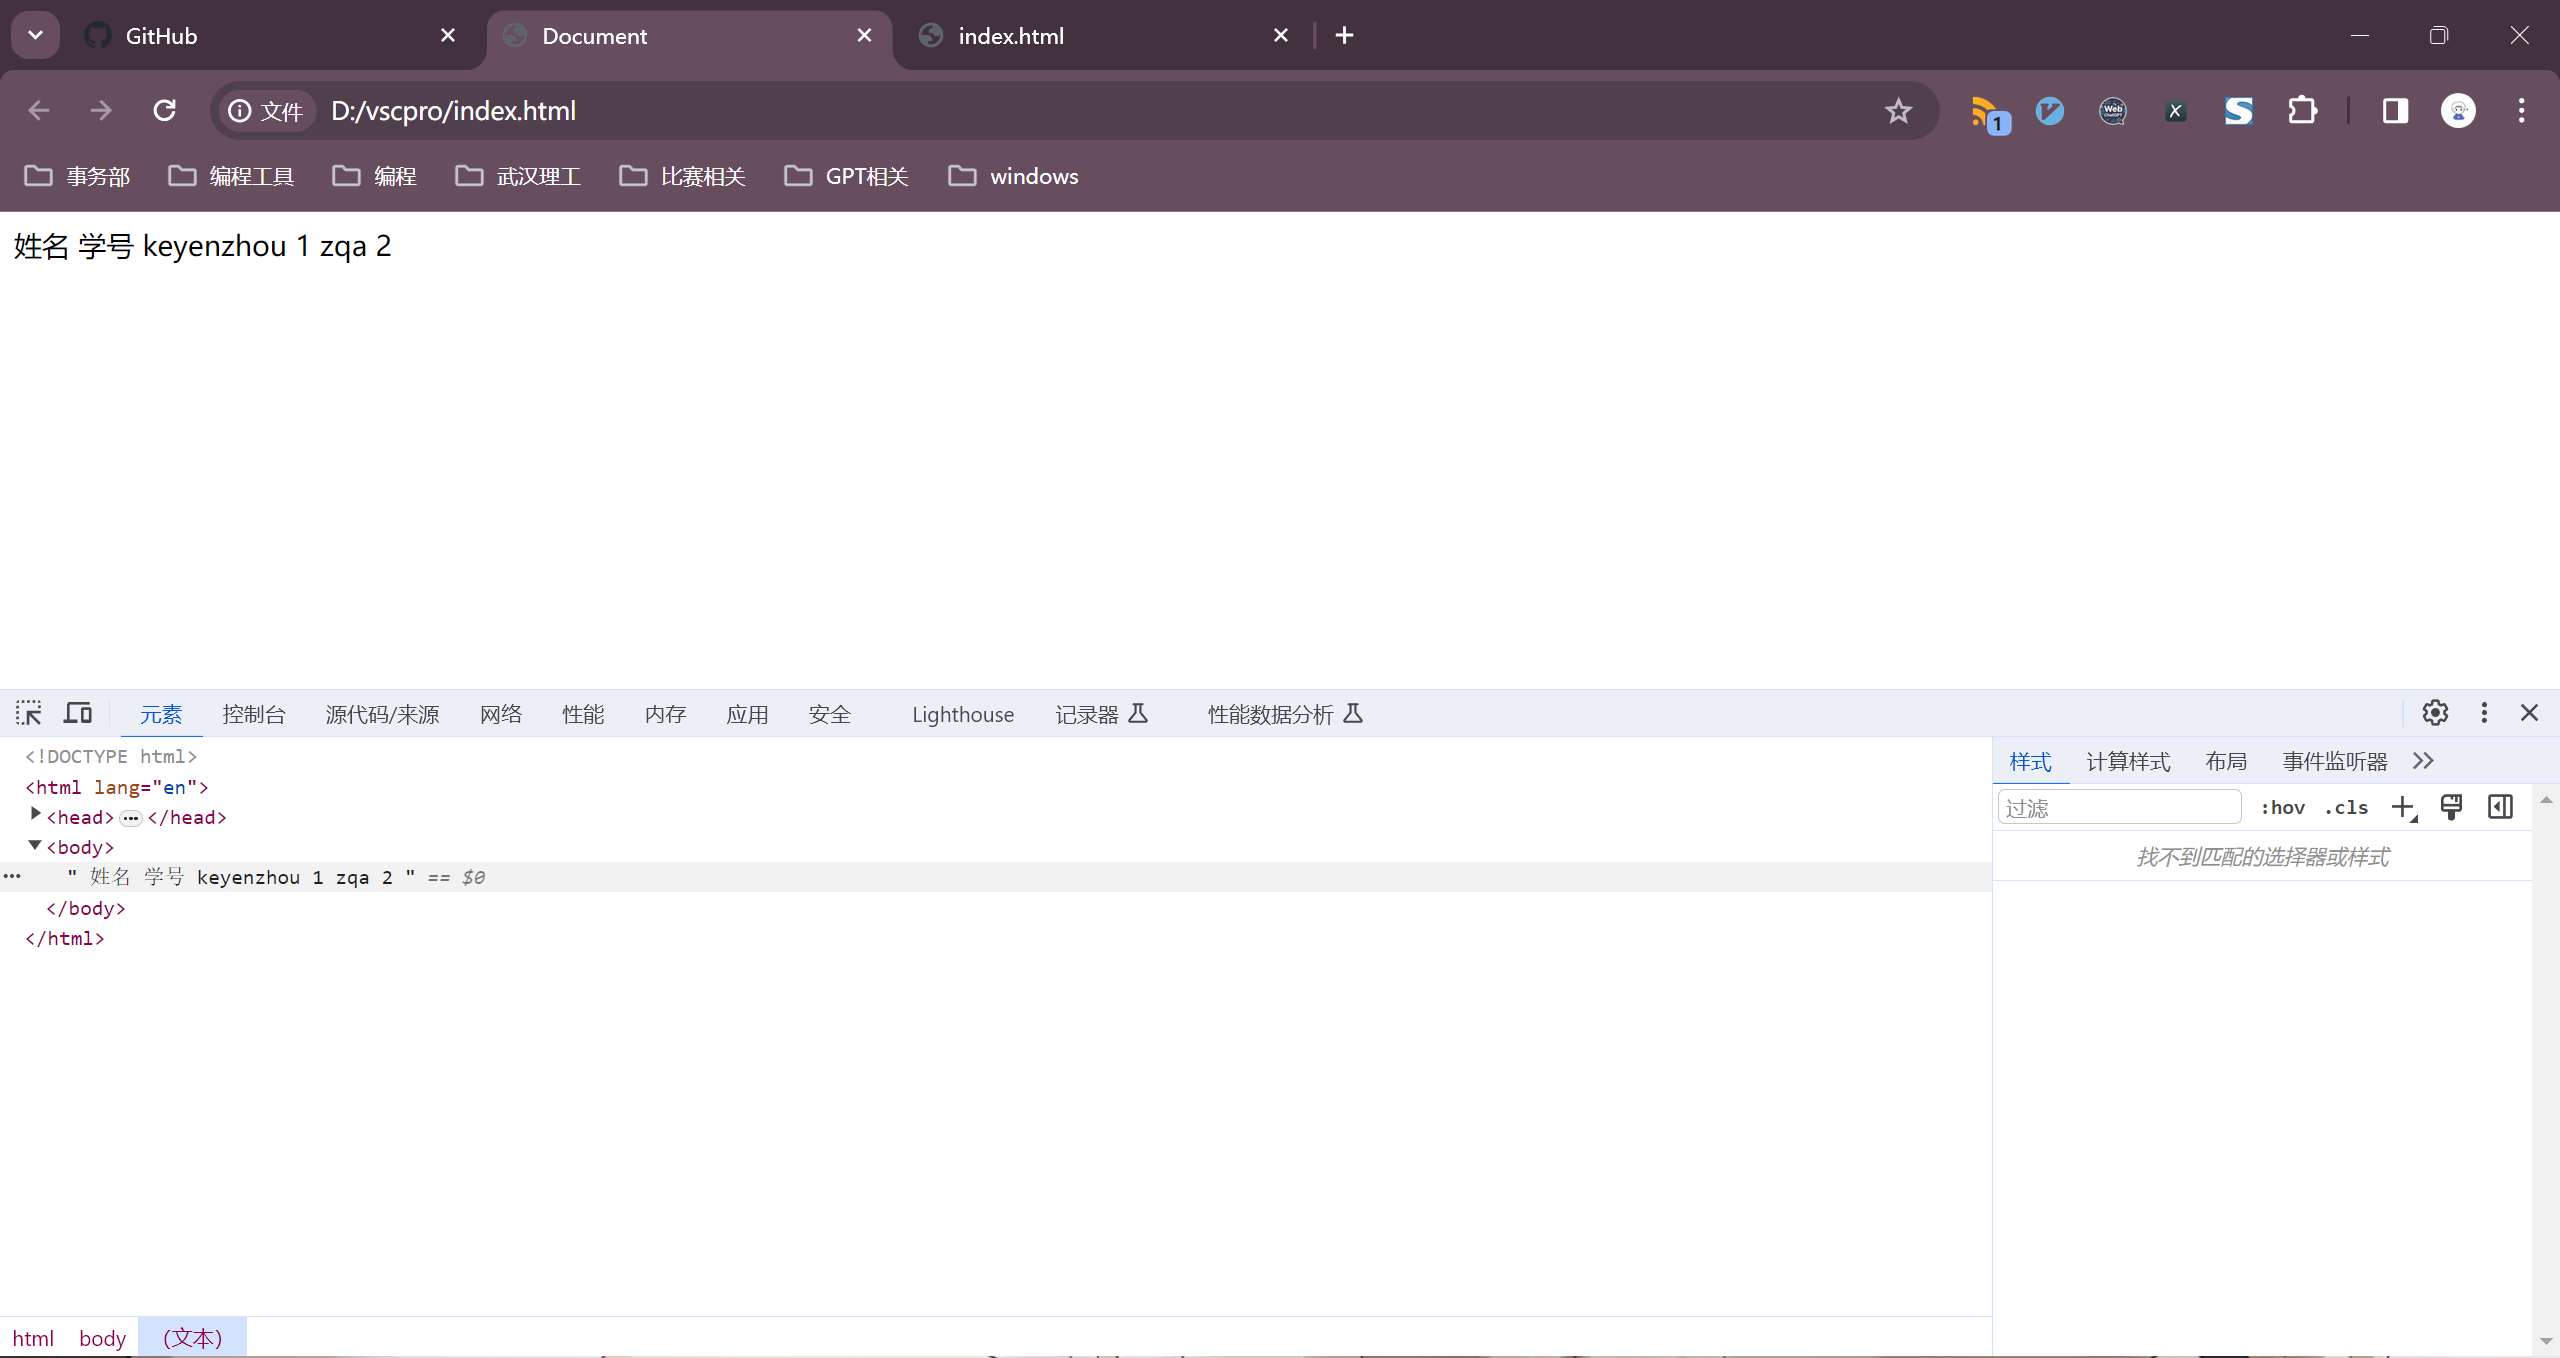 GitHub
Document
index.html
文件
D:/vscpro/index.html
1
事务部
编程工具
编程
武汉理工
比赛相关
GPT相关
windows
姓名 学号 keyenzhou 1 zqa 2
元素
控制台
源代码/来源
网络
性能
内存
应用
安全
Lighthouse
记录器
性能数据分析
<!DOCTYPE html>
<html lang="en">
<head>…</head>
<body>
" 姓名 学号 keyenzhou 1 zqa 2 " == $0
</body>
</html>
样式
计算样式
布局
事件监听器
过滤
:hov
.cls
找不到匹配的选择器或样式
html
body
(文本)